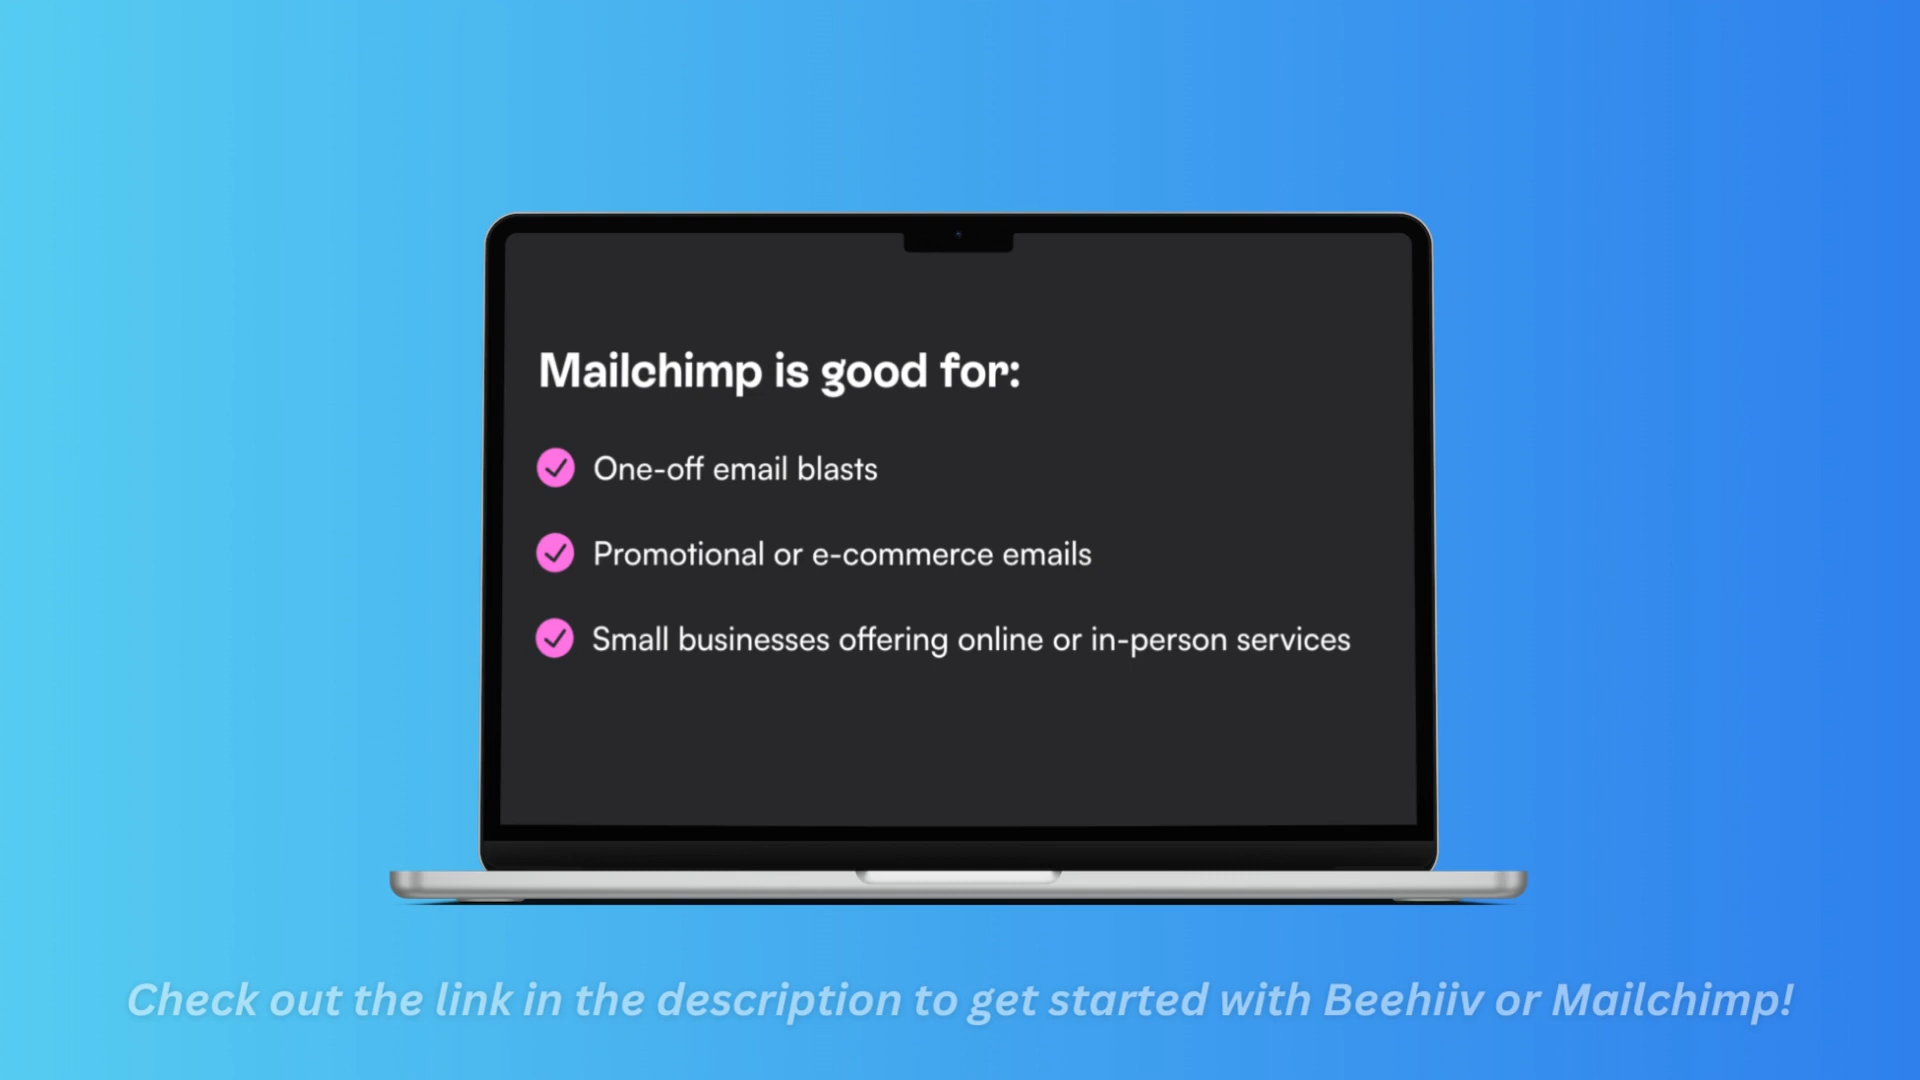 Mailchimp is good for:
One-off email blasts
Promotional or e-commerce emails
Small businesses offering online or in-person services
Check out the link in the description to get started with Beehiiv or Mailchimp!